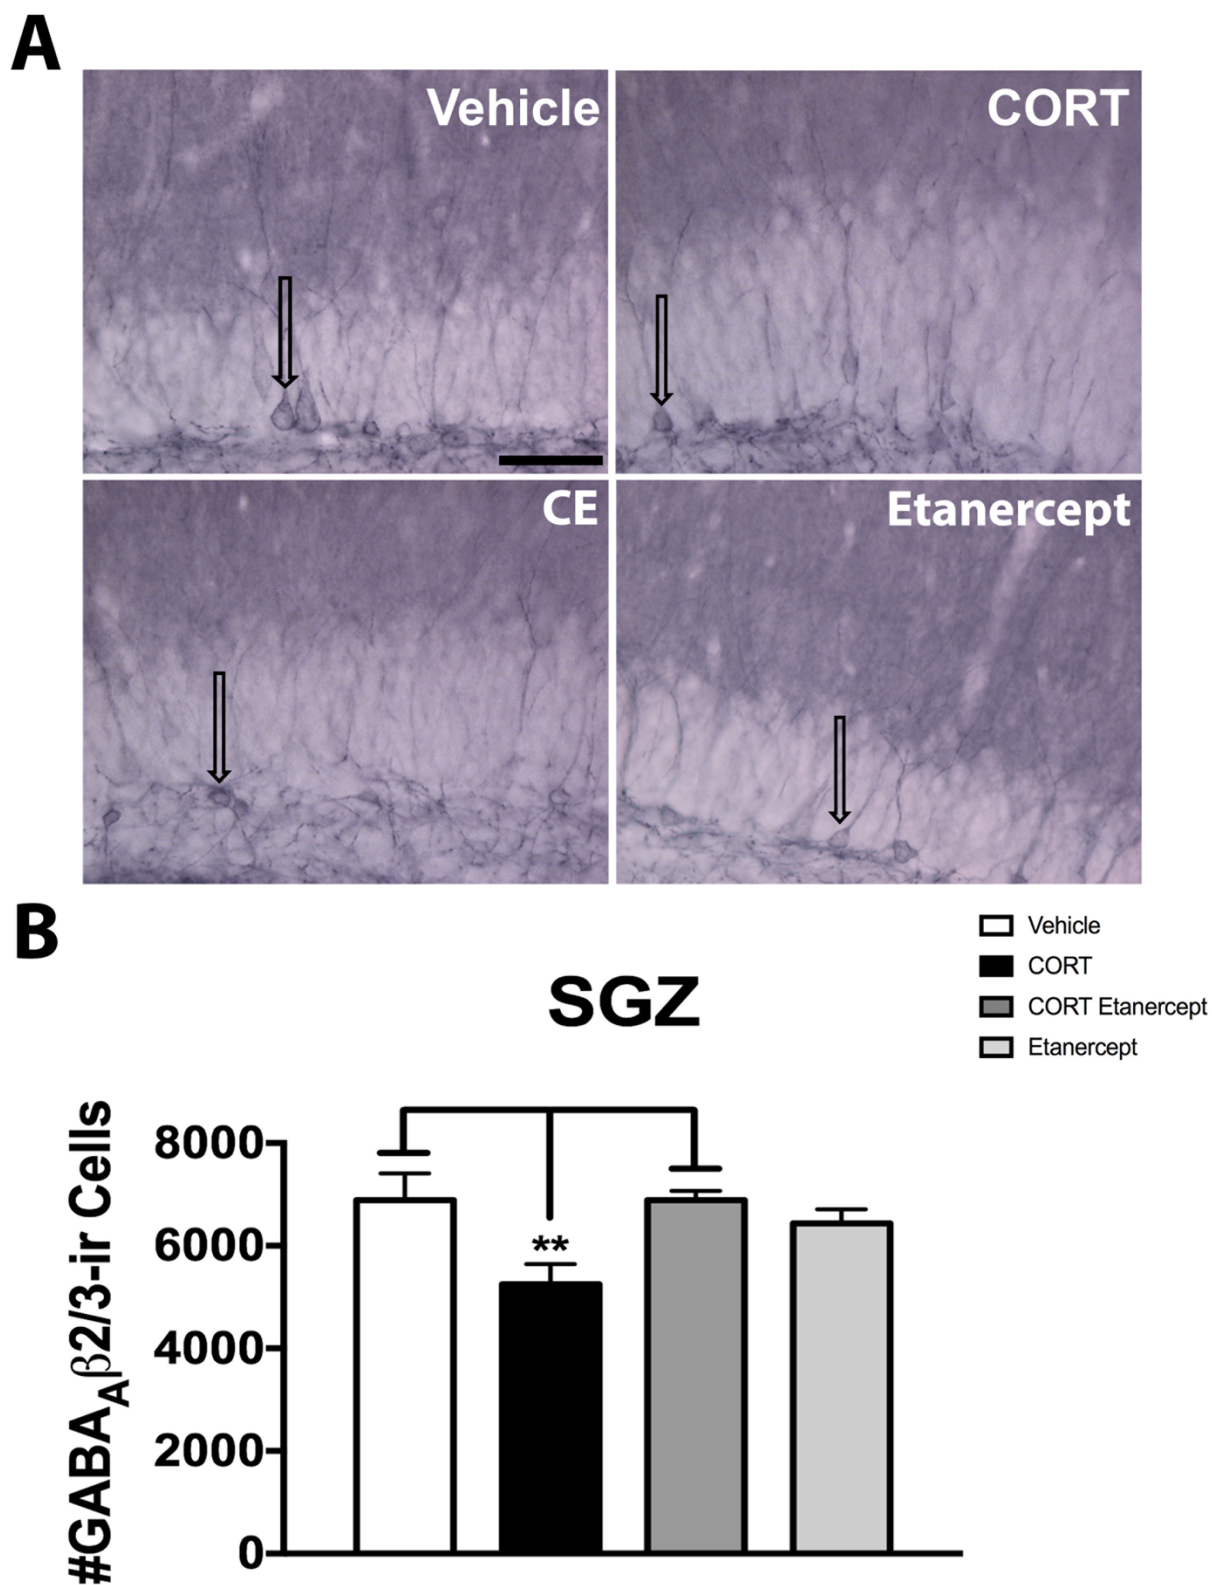 A
Vehicle
CORT
CE
Etanercept
B
Vehicle
CORT
CORT Etanercept
Etanercept
SGZ
#GABAAβ2/3-ir Cells
8000
6000
4000
2000
0
**